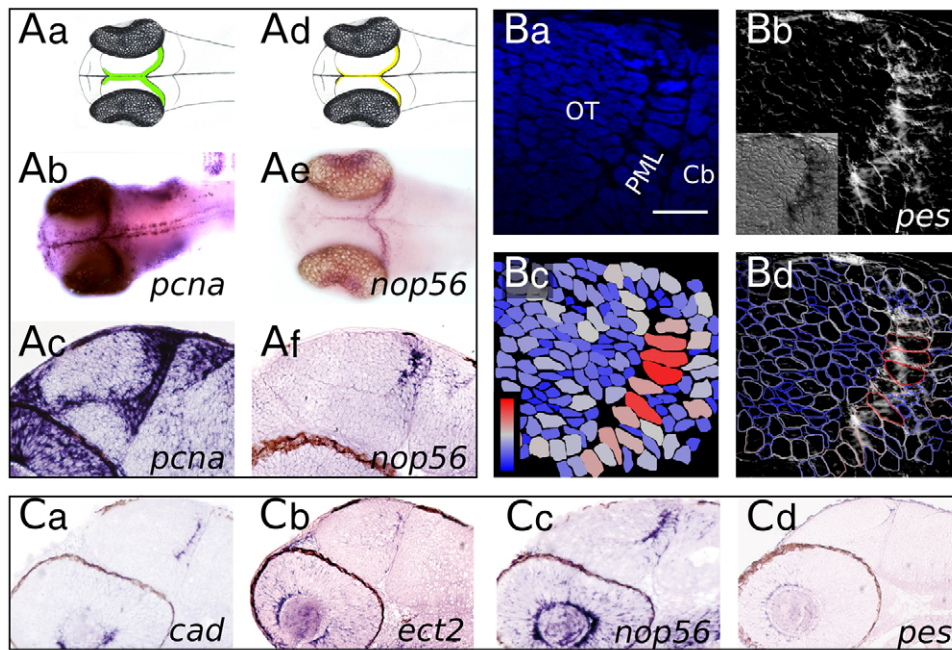 Aa
Ad
Ba
Bb
OT
PML
Cb
pes
Ab
pcna
Ae
nop56
Bc
Bd
Ac
pcna
Af
nop56
Ca
cad
Cb
ect2
Cc
nop56
Cd
pes